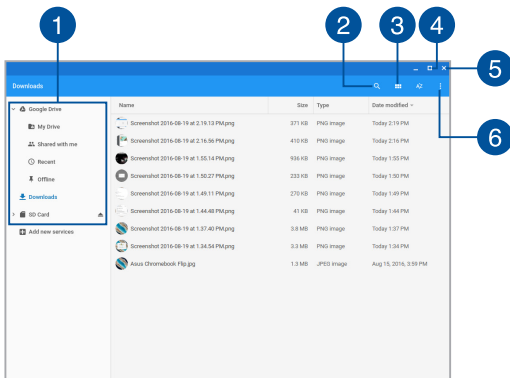 1 2 3 4
5
Downloads
Google Drive Name Size Type Date modified
My Drive Screenshot 2016-08-19 at 2.19.13 PM.png 371 KB PNG image Today 2:19 PM
6
Shared with me Screenshot 2016-08-19 at 2.16.56 PM.png 410 KB PNG image Today 2:16 PM
Recent Screenshot 2016-08-19 at 1.55.14 PM.png 936 KB PNG image Today 1:55 PM
Offline Screenshot 2016-08-19 at 1.50.27 PM.png 233 KB PNG image Today 1:50 PM
Downloads Screenshot 2016-08-19 at 1.49.11 PM.png 270 KB PNG image Today 1:49 PM
SD Card Screenshot 2016-08-19 at 1.44.48 PM.png 41 KB PNG image Today 1:44 PM
Add new services Screenshot 2016-08-19 at 1.37.40 PM.png 3.8 MB PNG image Today 1:37 PM
Screenshot 2016-08-19 at 1.34.54 PM.png 3.3 MB PNG image Today 1:34 PM
Asus Chromebook Flip.jpg 1.3 MB JPEG image Aug 15, 2016, 3:59 PM